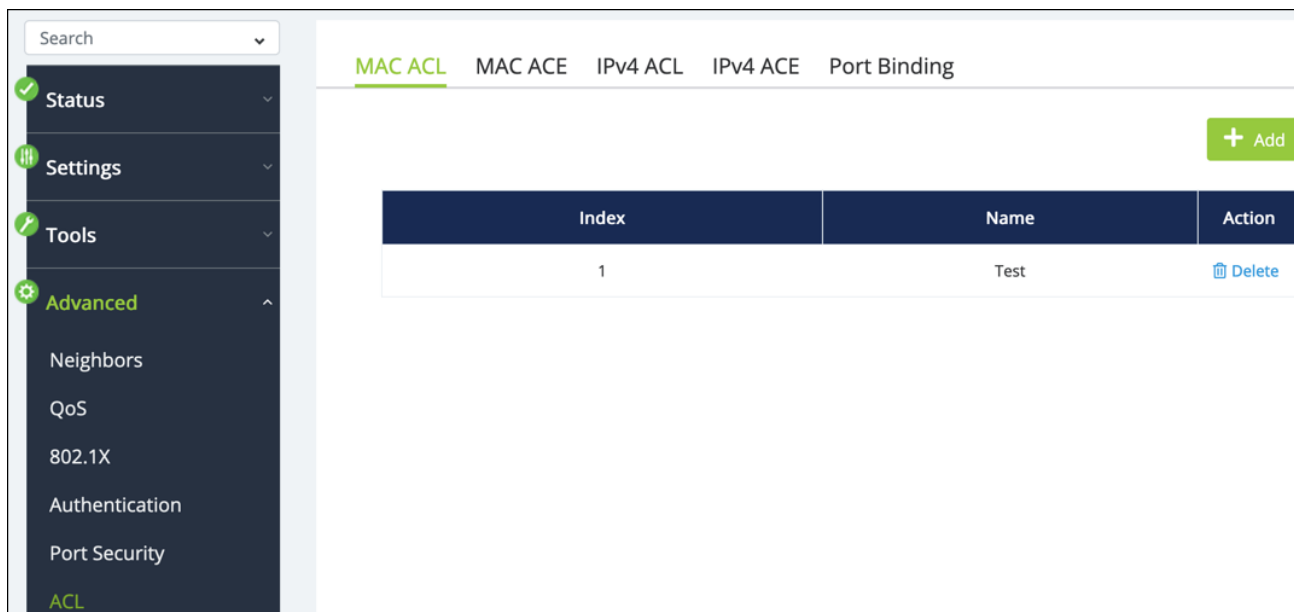 Search
Status
Settings
Tools
Advanced
Neighbors
QoS
802.1X
Authentication
Port Security
ACL
MAC ACL MAC ACE IPv4 ACL IPv4 ACE Port Binding
Add
Index Name Action
1 Test Delete